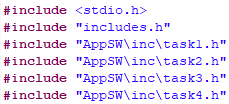 #include <stdio.h>
#include "includes.h"
#include "AppSW\inc\task1.h"
#include "AppSW\inc\task2.h"
#include "AppSW\inc\task3.h"
#include "AppSW\inc\task4.h"